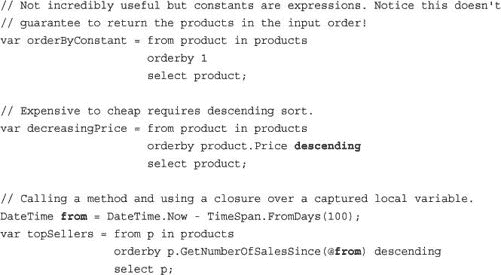 // Not incredibly useful but constants are expressions. Notice this doesn't
// guarantee to return the products in the input order!
var orderByConstant = from product in products
                      orderby 1
                      select product;

// Expensive to cheap requires descending sort.
var decreasingPrice = from product in products
                      orderby product.Price descending
                      select product;

// Calling a method and using a closure over a captured local variable.
DateTime from = DateTime.Now - TimeSpan.FromDays(100);
var topSellers = from p in products
                 orderby p.GetNumberOfSalesSince(@from) descending
                 select p;